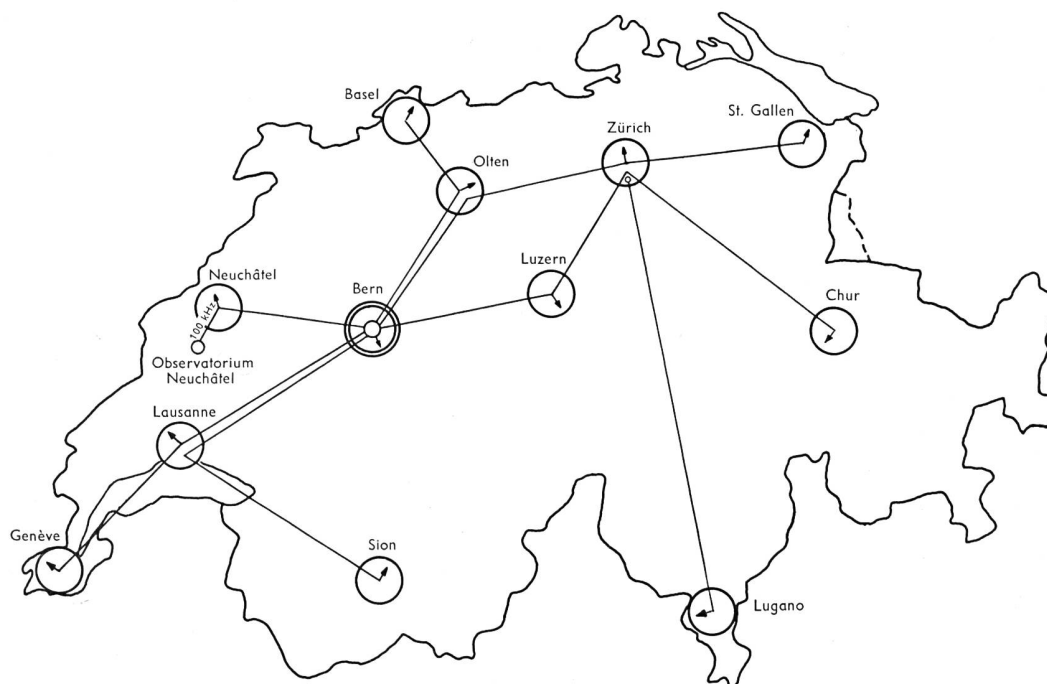 Basel
Zürich
St. Gallen
Olten
Neuchâtel
Bern
Luzern
Chur
100 kHz
Observatorium
Neuchâtel
Lausanne
Genève
Sion
Lugano